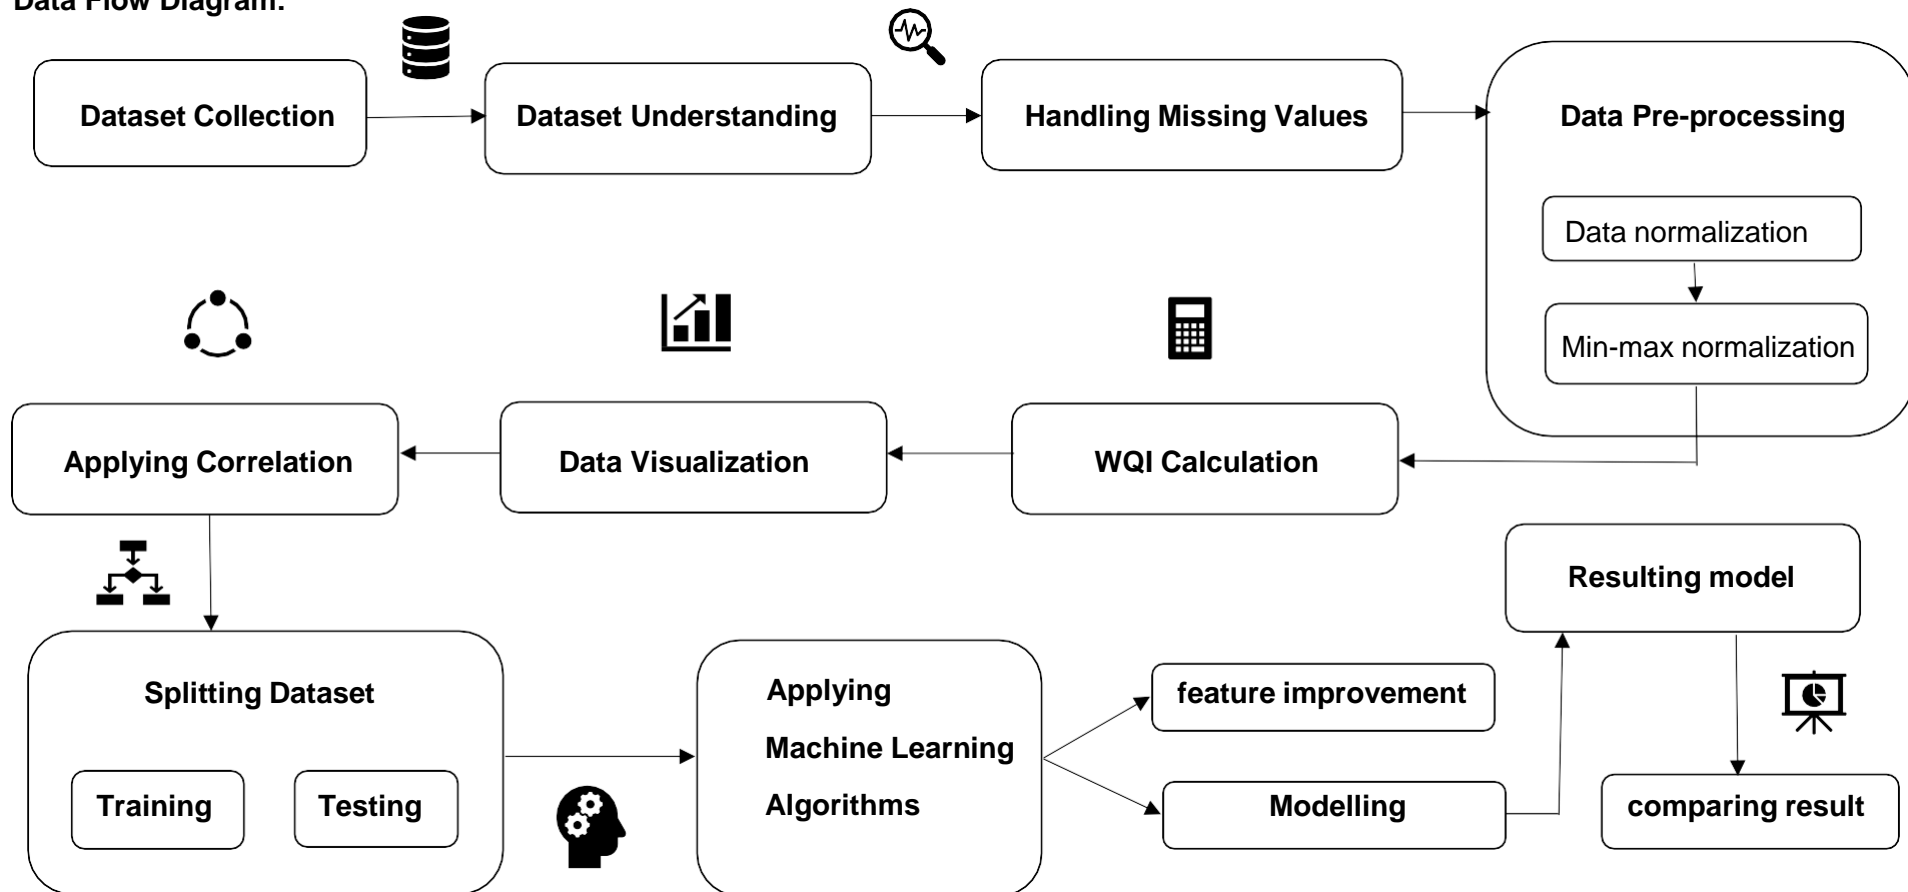 Data Flow Diagram:
Dataset Collection
Dataset Understanding
Handling Missing Values
Data Pre-processing
Data normalization
Min-max normalization
WQI Calculation
Data Visualization
Applying Correlation
Splitting Dataset
Training
Testing
Applying
Machine Learning
Algorithms
feature improvement
Modelling
Resulting model
comparing result